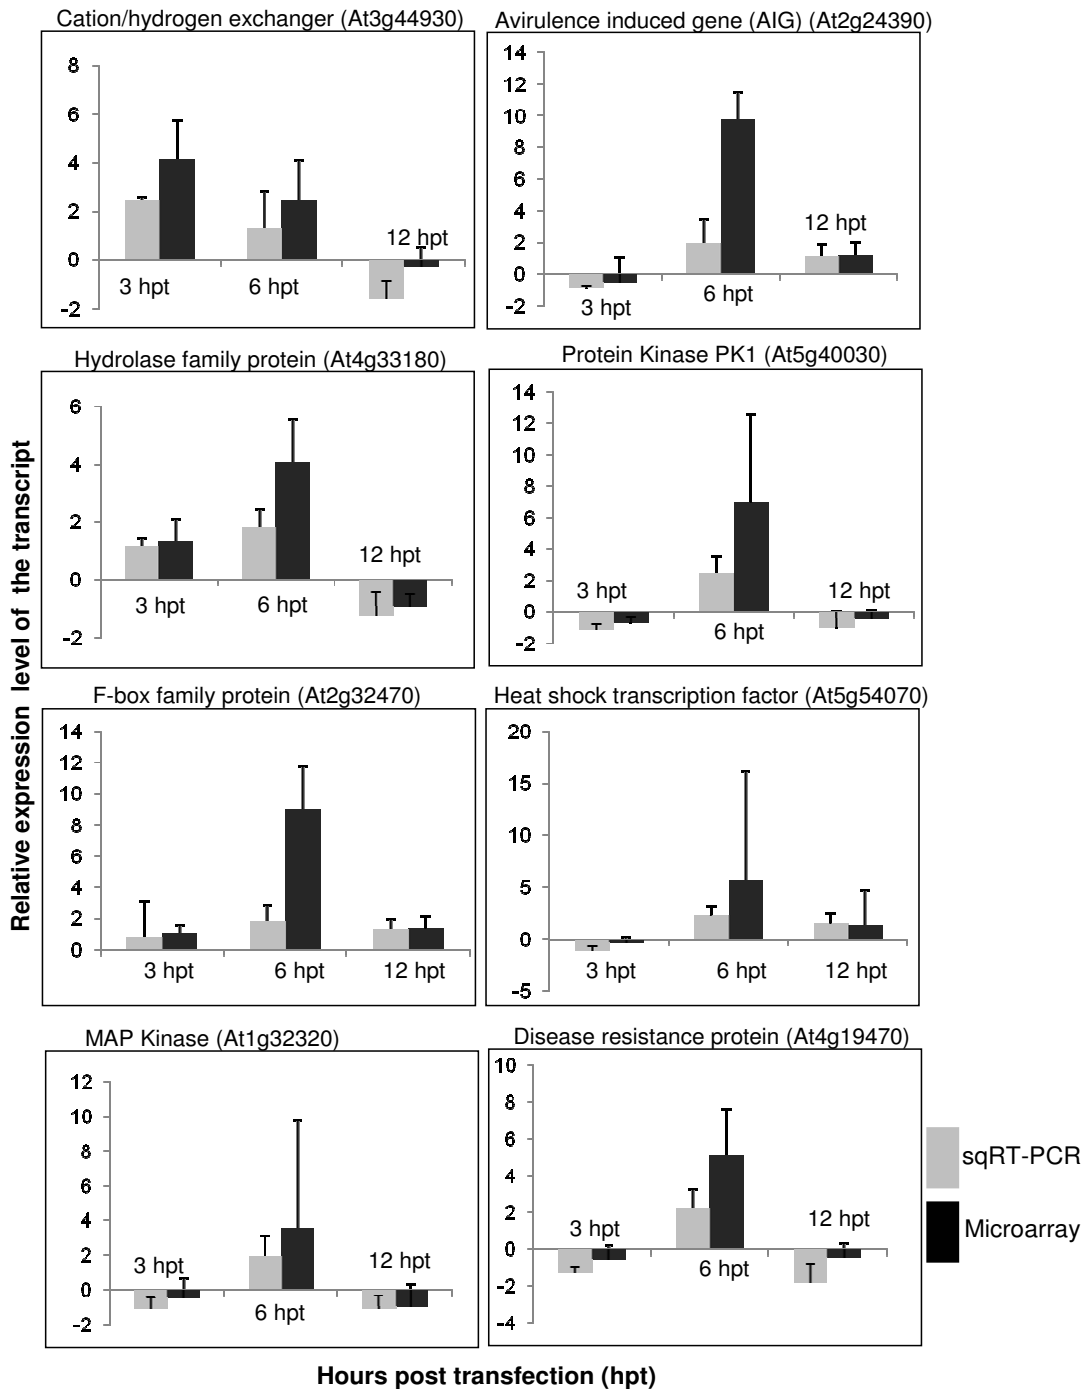 Cation/hydrogen exchanger (At3g44930)
8
6
4
2
0
-2
3 hpt
6 hpt
12 hpt
Avirulence induced gene (AIG) (At2g24390)
14
12
10
8
6
4
2
0
-2
3 hpt
6 hpt
12 hpt
Hydrolase family protein (At4g33180)
6
4
2
0
-2
3 hpt
6 hpt
12 hpt
Protein Kinase PK1 (At5g40030)
14
12
10
8
6
4
2
0
-2
3 hpt
6 hpt
12 hpt
Relative expression level of the transcript
F-box family protein (At2g32470)
14
12
10
8
6
4
2
0
3 hpt
6 hpt
12 hpt
Heat shock transcription factor (At5g54070)
20
15
10
5
0
-5
3 hpt
6 hpt
12 hpt
MAP Kinase (At1g32320)
12
10
8
6
4
2
0
-2
3 hpt
6 hpt
12 hpt
Disease resistance protein (At4g19470)
10
8
6
4
2
0
-2
-4
3 hpt
6 hpt
12 hpt
sqRT-PCR
Microarray
Hours post transfection (hpt)